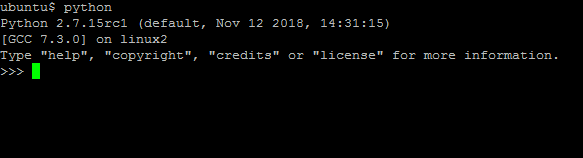 ubuntu$ python
Python 2.7.15rc1 (default, Nov 12 2018, 14:31:15)
[GCC 7.3.0] on linux2
Type "help", "copyright", "credits" or "license" for more information.
>>>